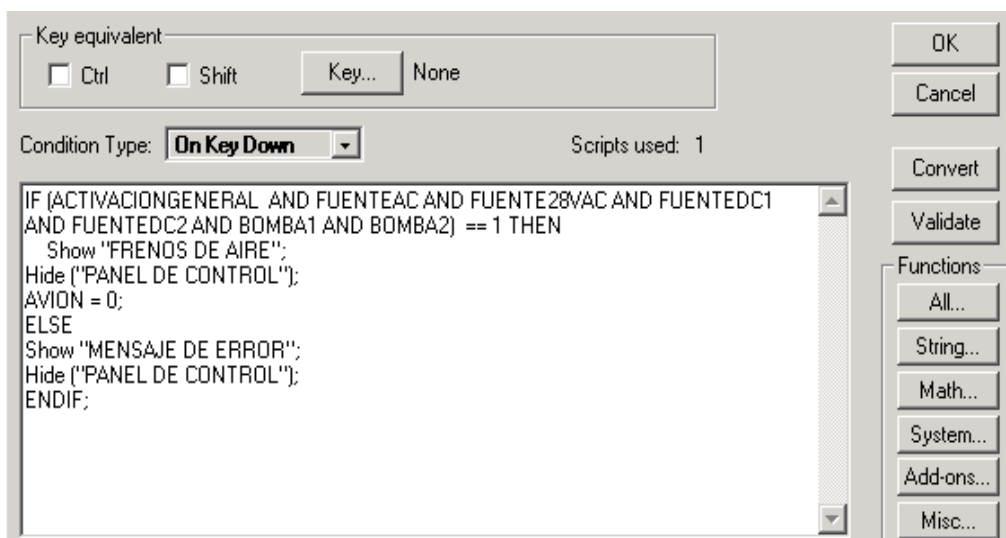 Key equivalent
Ctrl Shift Key... None
OK
Cancel
Condition Type: On Key Down Scripts used: 1
Convert
Validate
IF (ACTIVACIONGENERAL AND FUENTEAC AND FUENTE28VAC AND FUENTEDC1
AND FUENTEDC2 AND BOMBA1 AND BOMBA2) == 1 THEN
Show "FRENOS DE AIRE";
Hide ("PANEL DE CONTROL");
AVION = 0;
ELSE
Show "MENSAJE DE ERROR";
Hide ("PANEL DE CONTROL");
ENDIF;
Functions
All...
String...
Math...
System...
Add-ons...
Misc...